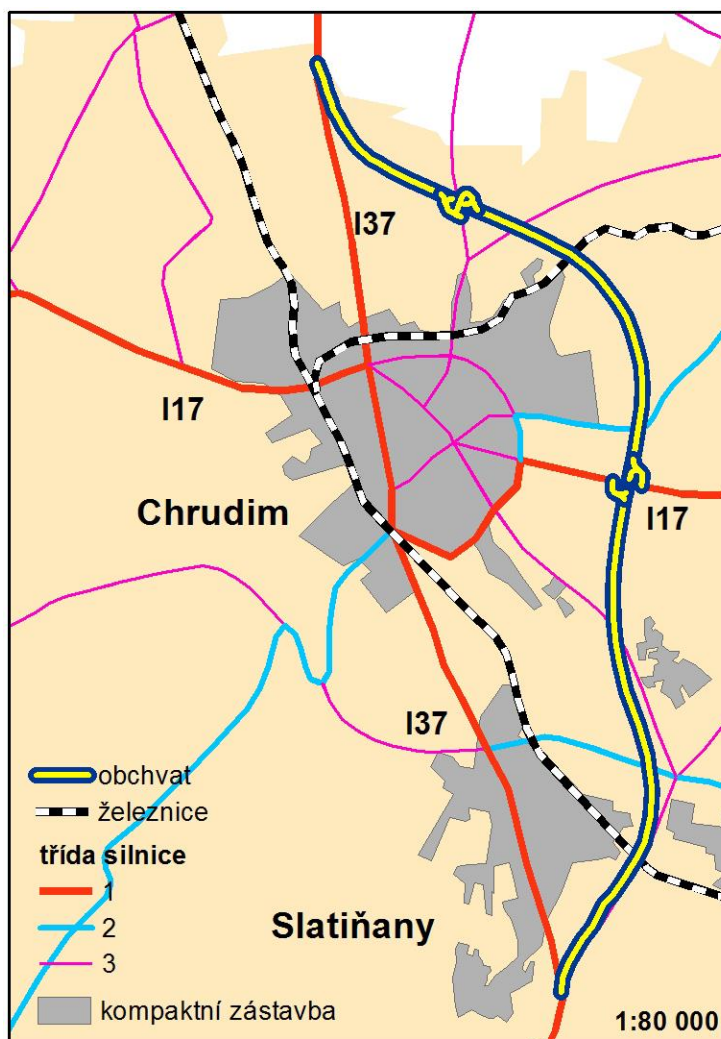 I37
I17
Chrudim
I17
I37
obchvat
železnice
třída silnice
1
2
3
Slatiňany
kompaktní zástavba
1:80 000